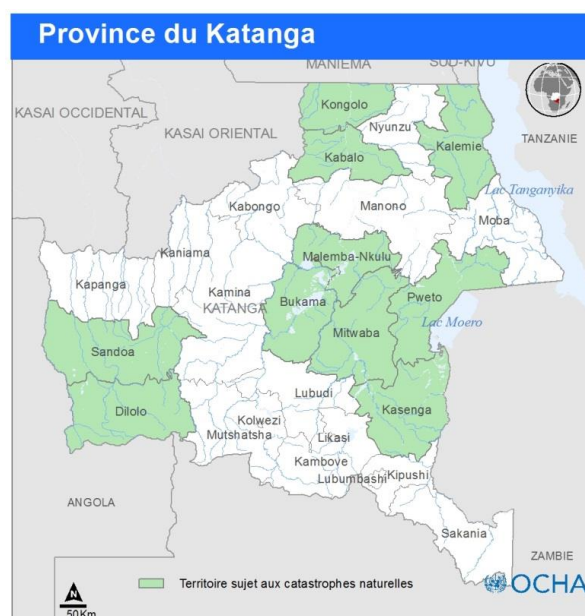 Province du Katanga
MANIEMA
SUD-KIVU
KASAI OCCIDENTAL
KASAI ORIENTAL
TANZANIE
Kongolo
Nyunzu
Kabalo
Kalemie
Lac Tanganyika
Kabongo
Manono
Moba
Kaniama
Malemba-Nkulu
Kapanga
Kamina
KATANGA
Bukama
Pweto
Mitwaba
Lac Moero
Sandoa
Dilolo
Lubudi
Kasenga
Kolwezi
Mutshatsha
Likasi
Kambove
Lubumbashi
Kipushi
Sakania
ANGOLA
ZAMBIE
Territoire sujet aux catastrophes naturelles
OCHA
N
50Km